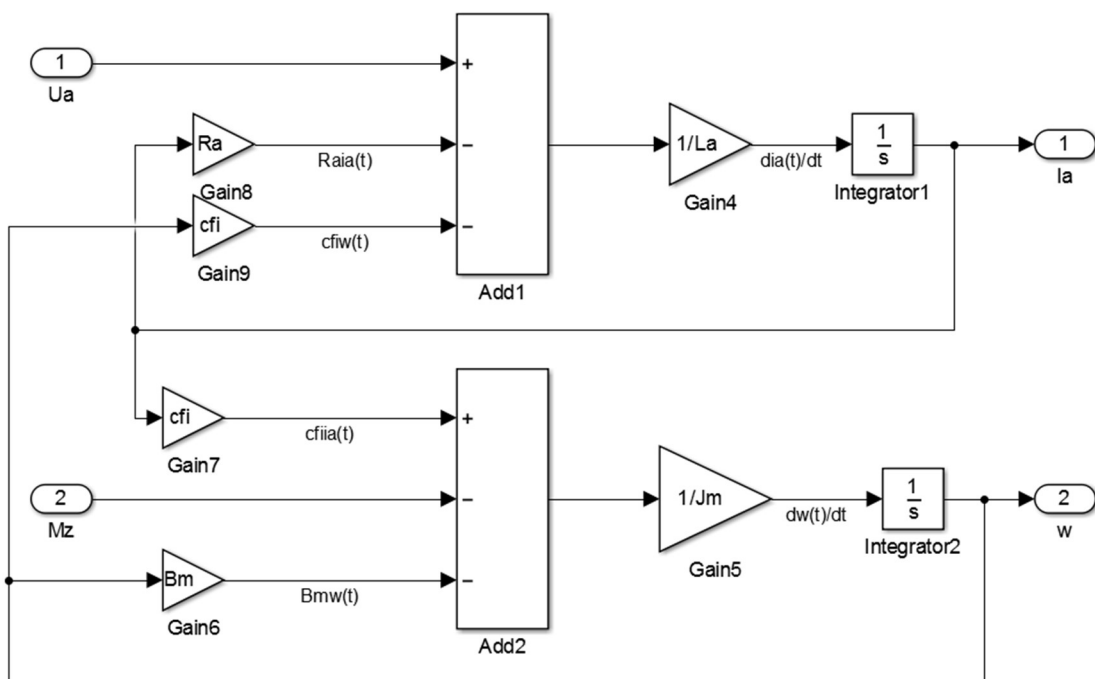 1
Ua
+
Ra
Raia(t)
−
Gain8
cfi
cfiw(t)
−
Gain9
Add1
1/La
Gain4
dia(t)/dt
1
s
Integrator1
1
Ia
cfi
cfiia(t)
+
Gain7
2
Mz
−
Bm
Bmw(t)
−
Gain6
Add2
1/Jm
Gain5
dw(t)/dt
1
s
Integrator2
2
w